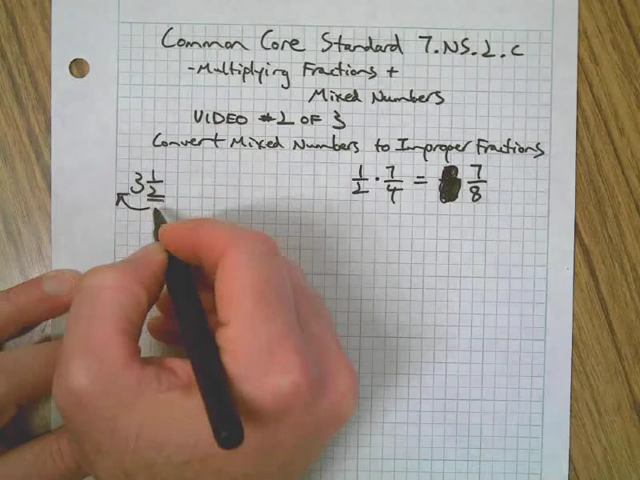 Common Core Standard 7.NS.2.c
-Multiplying Fractions +
Mixed Numbers
VIDEO #2 OF 3
Convert Mixed Numbers to Improper Fractions
3 1/2
1/2 · 7/4 = 7/8